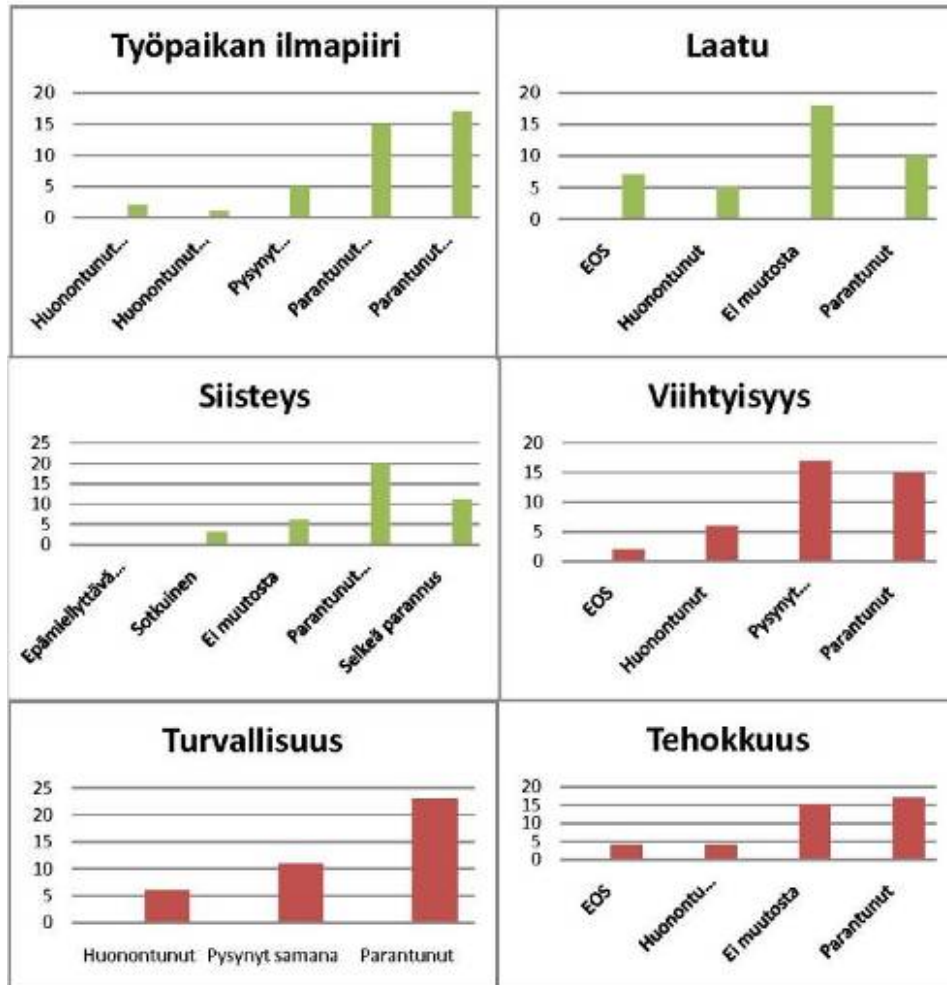 Työpaikan ilmapiiri
20
15
10
5
0
Huonontunut...
Huonontunut...
Pysynyt...
Parantunut...
Parantunut...
Laatu
20
15
10
5
0
EOS
Huonontunut
Ei muutosta
Parantunut
Siisteys
25
20
15
10
5
0
Epämiellyttävä...
Sotkuinen
Ei muutosta
Parantunut...
Selkeä parannus
Viihtyisyys
20
15
10
5
0
EOS
Huonontunut
Pysynyt...
Parantunut
Turvallisuus
25
20
15
10
5
0
Huonontunut Pysynyt samana Parantunut
Tehokkuus
20
15
10
5
0
EOS
Huonontu...
Ei muutosta
Parantunut